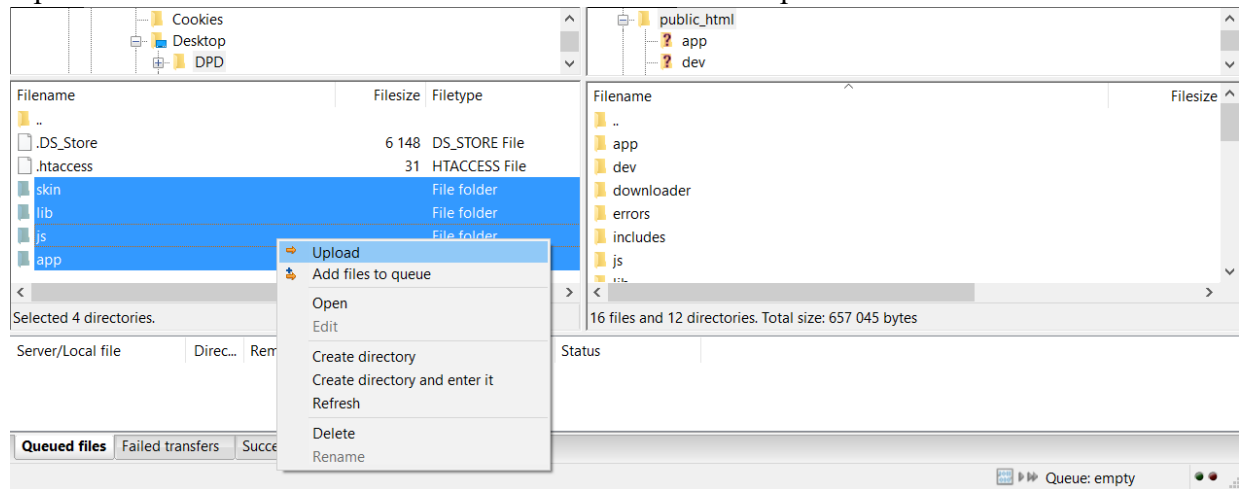 Cookies
Desktop
DPD
public_html
? app
? dev
Filename Filesize Filetype
..
.DS_Store 6 148 DS_STORE File
.htaccess 31 HTACCESS File
skin File folder
lib File folder
js File folder
app
Upload
Add files to queue
Open
Edit
Create directory
Create directory and enter it
Refresh
Delete
Rename
Selected 4 directories.
Filename Filesize
..
app
dev
downloader
errors
includes
js
lib
16 files and 12 directories. Total size: 657 045 bytes
Server/Local file Direc... Rem Status
Queued files Failed transfers Succe
Queue: empty